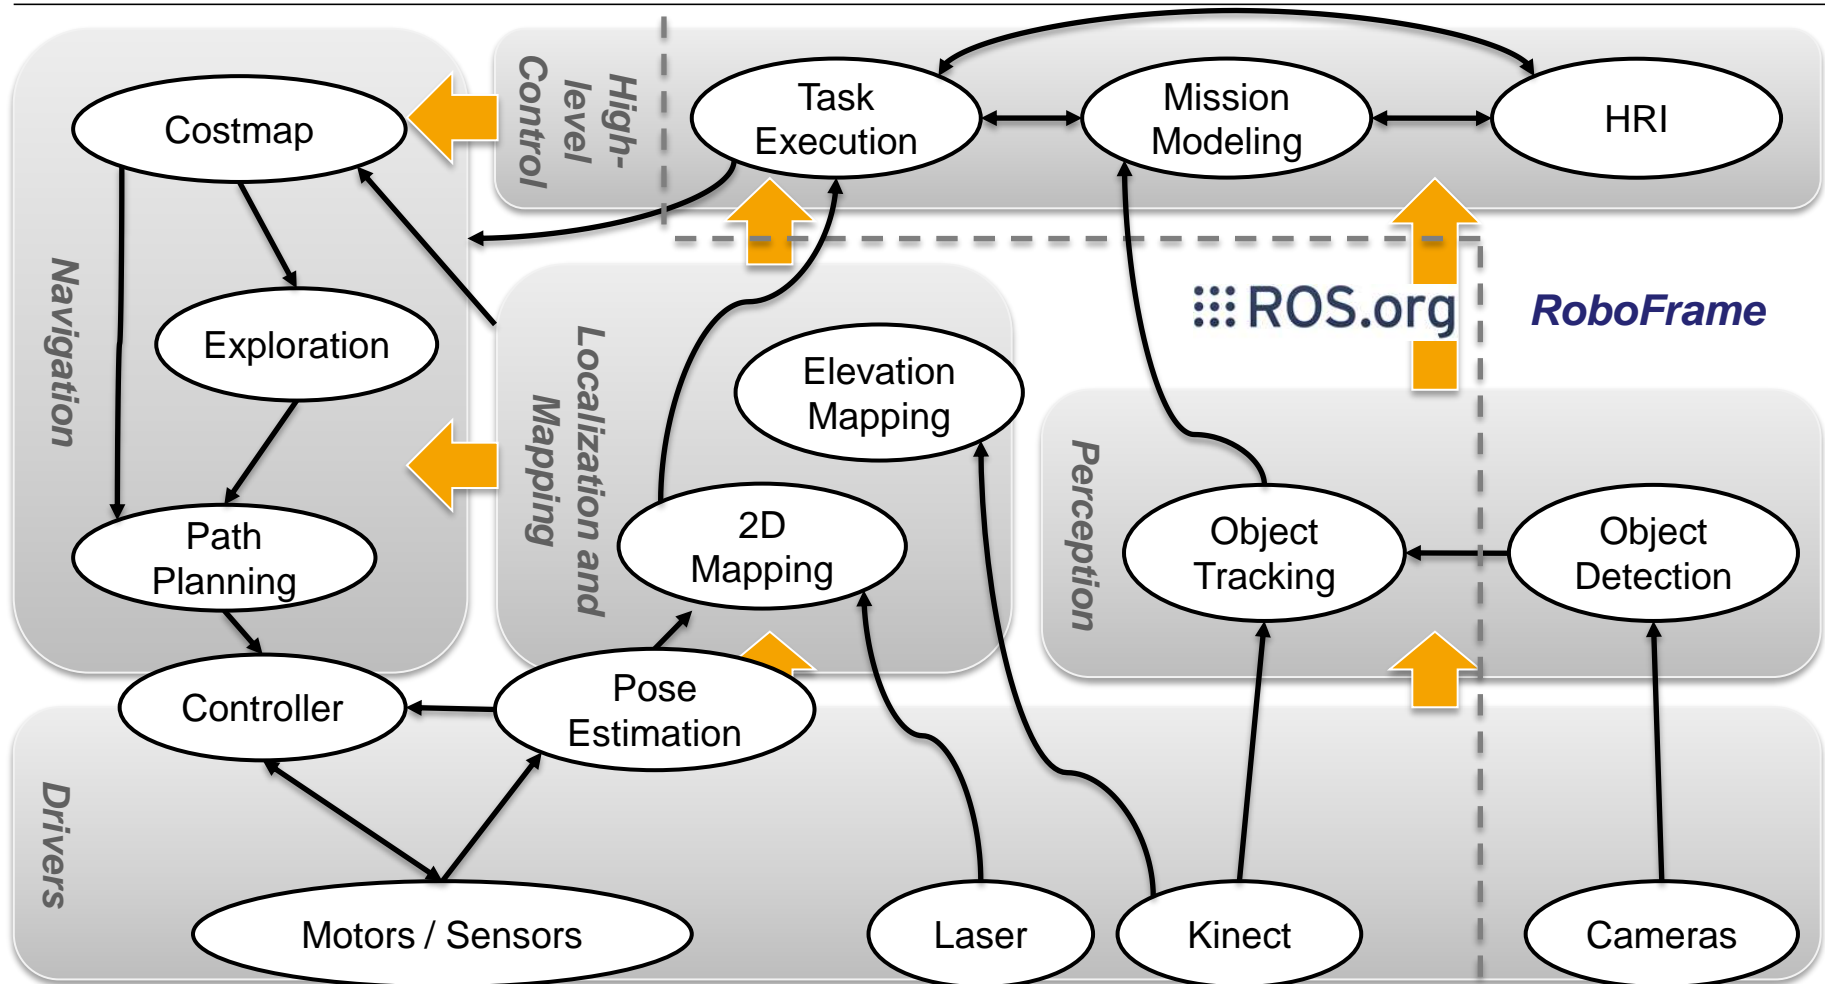 High-
level
Control
Task
Execution
Mission
Modeling
HRI
Costmap
Navigation
Exploration
Path
Planning
Localization and
Mapping
Elevation
Mapping
2D
Mapping
ROS.org
RoboFrame
Perception
Object
Tracking
Object
Detection
Controller
Pose
Estimation
Drivers
Motors / Sensors
Laser
Kinect
Cameras